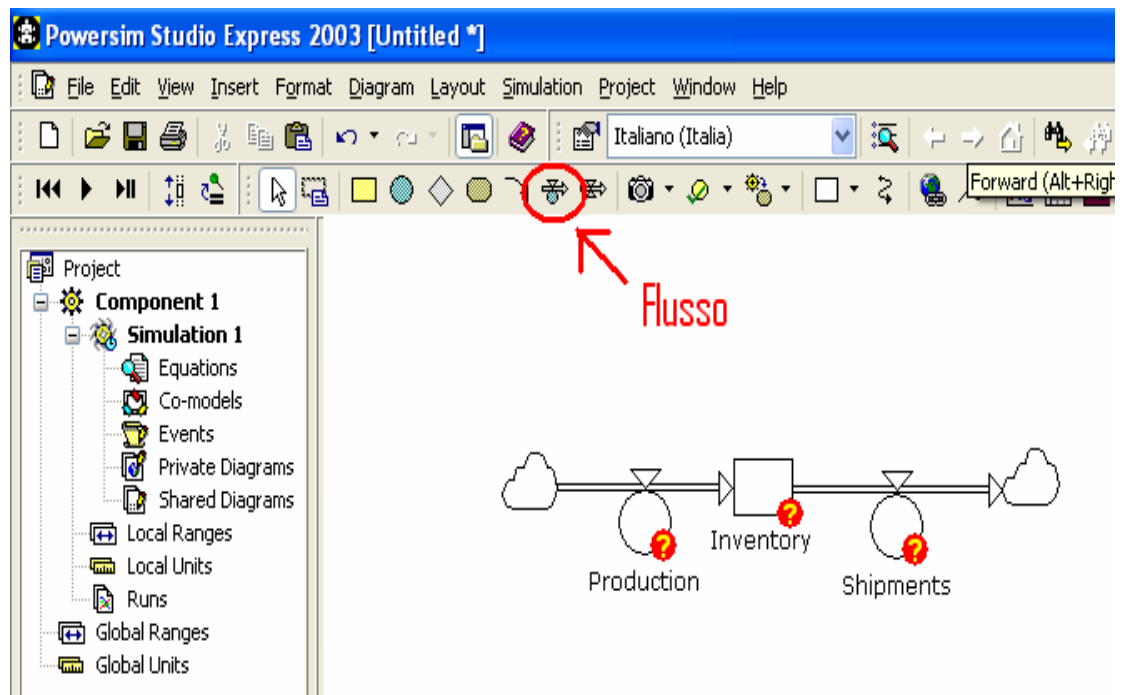 Powersim Studio Express 2003 [Untitled *]
File Edit View Insert Format Diagram Layout Simulation Project Window Help
Italiano (Italia)
Forward (Alt+Righ
Project
Component 1
Simulation 1
Equations
Co-models
Events
Private Diagrams
Shared Diagrams
Local Ranges
Local Units
Runs
Global Ranges
Global Units
Flusso
Production
Inventory
Shipments